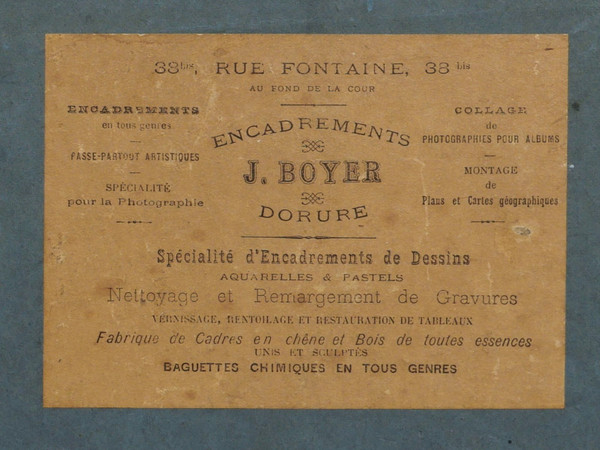 38bis, RUE FONTAINE, 38 bis
AU FOND DE LA COUR
ENCADREMENTS
en tous genres
PASSE-PARTOUT ARTISTIQUES
SPÉCIALITÉ
pour la Photographie
ENCADREMENTS
J. BOYER
DORURE
COLLAGE
de
PHOTOGRAPHIES POUR ALBUMS
MONTAGE
de
Plans et Cartes géographiques
Spécialité d'Encadrements de Dessins
AQUARELLES & PASTELS
Nettoyage et Remargement de Gravures
VERNISSAGE, RENTOILAGE ET RESTAURATION DE TABLEAUX
Fabrique de Cadres en chêne et Bois de toutes essences
UNIS ET SCULPTÉS
BAGUETTES CHIMIQUES EN TOUS GENRES